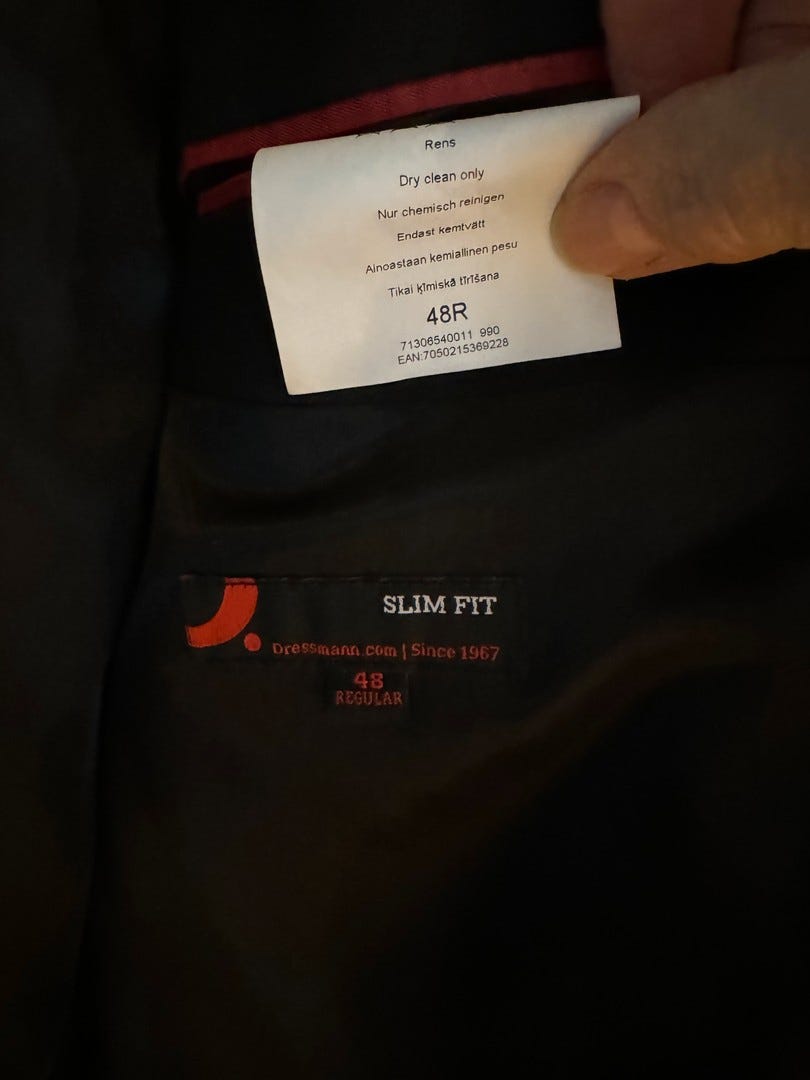 Rens
Dry clean only
Nur chemisch reinigen
Endast kemtvätt
Ainoastaan kemiallinen pesu
Tikai ķīmiskā tīrīšana
48R
71306540011 990
EAN:7050215369228
SLIM FIT
Dressmann.com | Since 1967
48
REGULAR